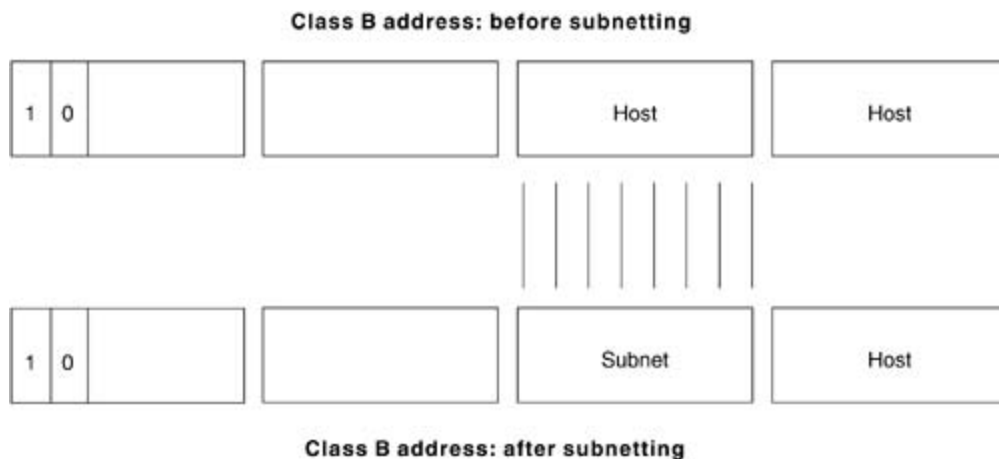 Class B address: before subnetting
1 0 Host Host
1 0 Subnet Host
Class B address: after subnetting